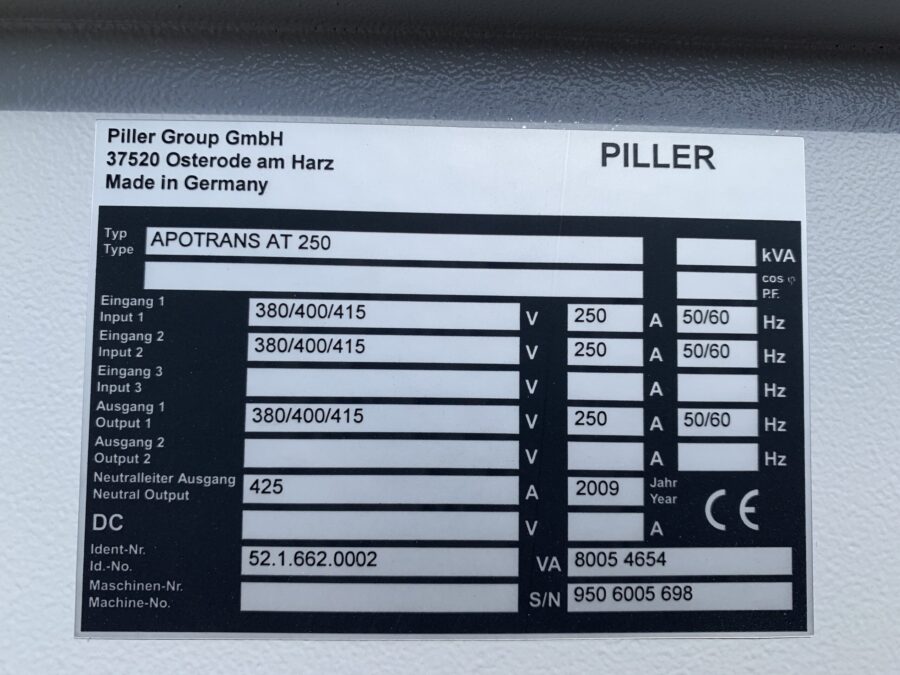 Piller Group GmbH
37520 Osterode am Harz
Made in Germany
PILLER
Typ
Type
APOTRANS AT 250
kVA
cos φ
P.F.
Eingang 1
Input 1
380/400/415 V 250 A 50/60 Hz
Eingang 2
Input 2
380/400/415 V 250 A 50/60 Hz
Eingang 3
Input 3
V A Hz
Ausgang 1
Output 1
380/400/415 V 250 A 50/60 Hz
Ausgang 2
Output 2
V A Hz
Neutralleiter Ausgang
Neutral Output
425 A 2009
Jahr
Year
CE
DC V A
Ident-Nr.
Id.-No.
52.1.662.0002 VA 8005 4654
Maschinen-Nr.
Machine-No.
S/N 950 6005 698